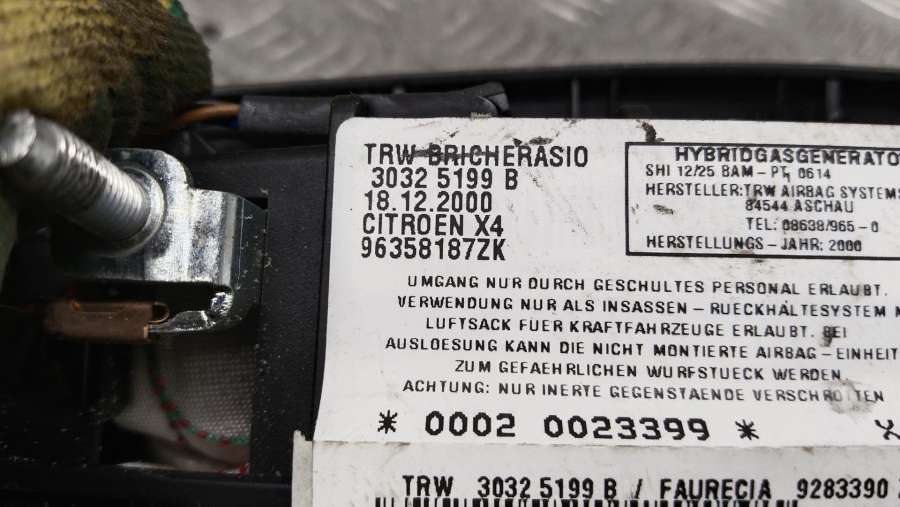 TRW BRICHERASIO
3032 5199 B
18.12.2000
CITROEN X4
96358187ZK
HYBRIDGASGENERATO
SHI 12/25 BAM-PT, 0614
HERSTELLER:TRW AIRBAG SYSTEMS
84544 ASCHAU
TEL: 08638/965-0
HERSTELLUNGS-JAHR: 2000
UMGANG NUR DURCH GESCHULTES PERSONAL ERLAUBT.
VERWENDUNG NUR ALS INSASSEN-RUECKHALTESYSTEM
LUFTSACK FUER KRAFTFAHRZEUGE ERLAUBT. BEI
AUSLOESUNG KANN DIE NICHT MONTIERTE AIRBAG-EINHEIT
ZUM GEFAEHRLICHEN WURFSTUECK WERDEN
ACHTUNG: NUR INERTE GEGENSTAENDE VERSCHROTTEN
* 0002 0023399 *
TRW 3032 5199 B / FAURECIA 9283390